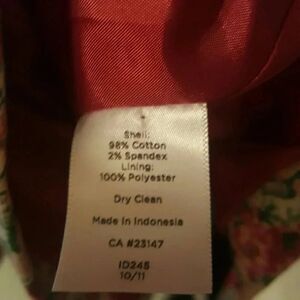 Shell:
98% Cotton
2% Spandex
Lining:
100% Polyester
Dry Clean
Made In Indonesia
CA #23147
ID245
10/11